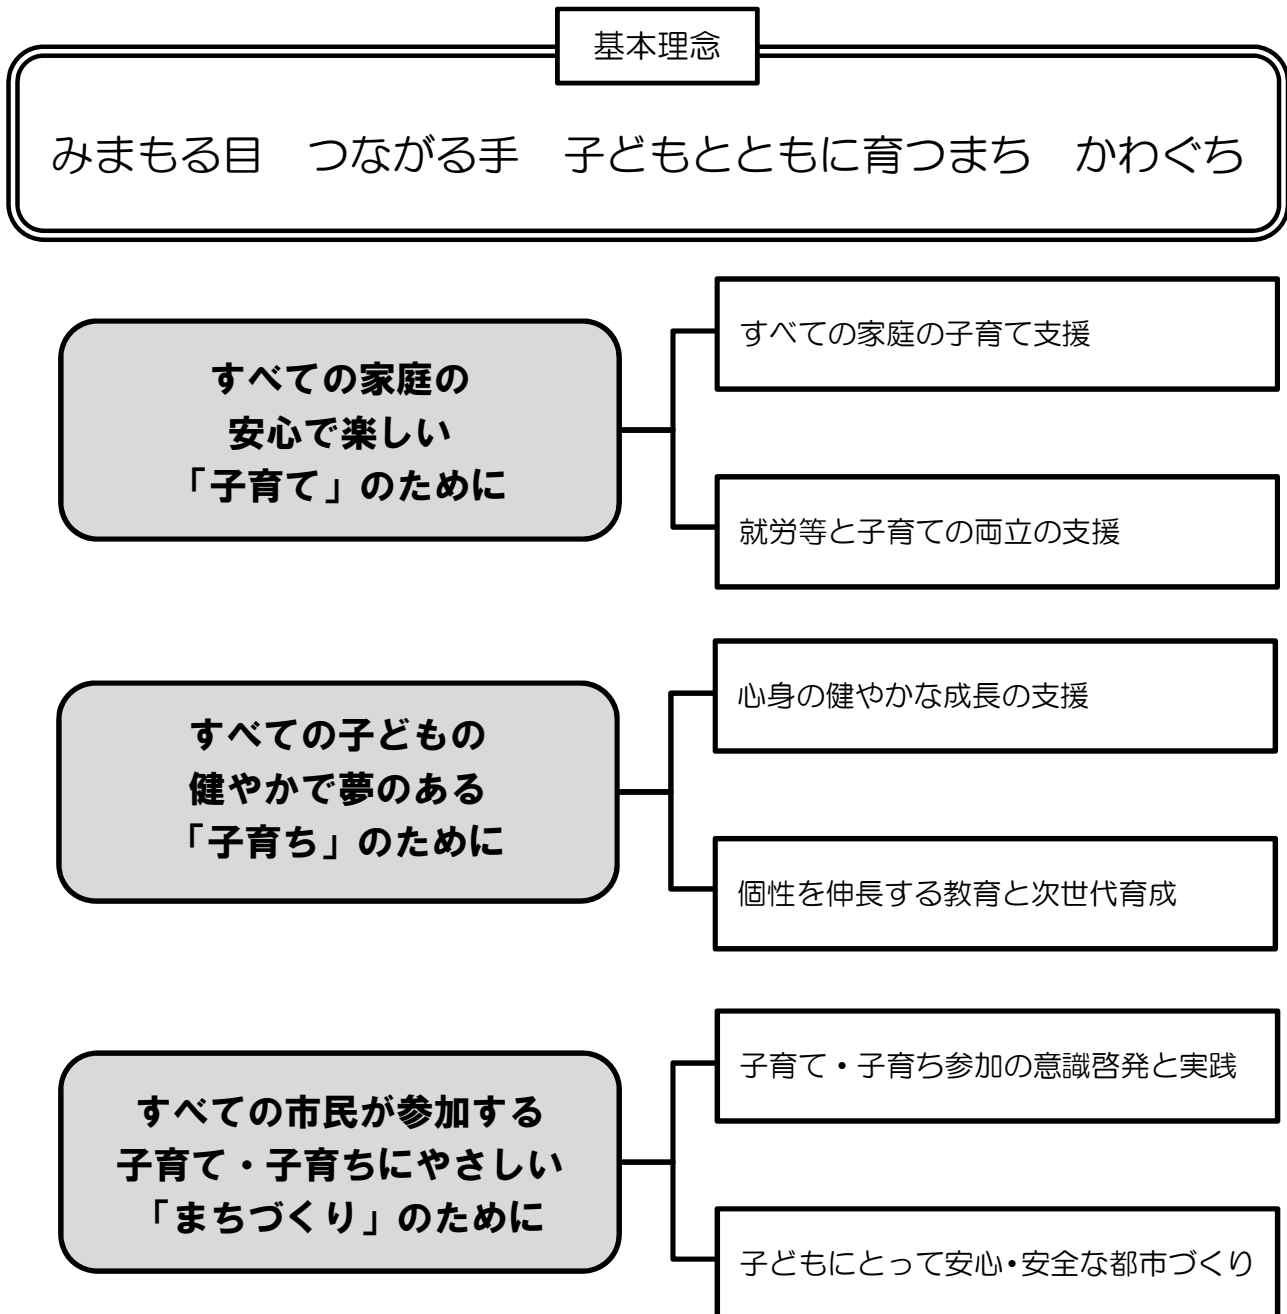 基本理念
みまもる目　つながる手　子どもとともに育つまち　かわぐち
すべての家庭の
安心で楽しい
「子育て」のために
すべての家庭の子育て支援
就労等と子育ての両立の支援
すべての子どもの
健やかで夢のある
「子育ち」のために
心身の健やかな成長の支援
個性を伸長する教育と次世代育成
すべての市民が参加する
子育て・子育ちにやさしい
「まちづくり」のために
子育て・子育ち参加の意識啓発と実践
子どもにとって安心・安全な都市づくり